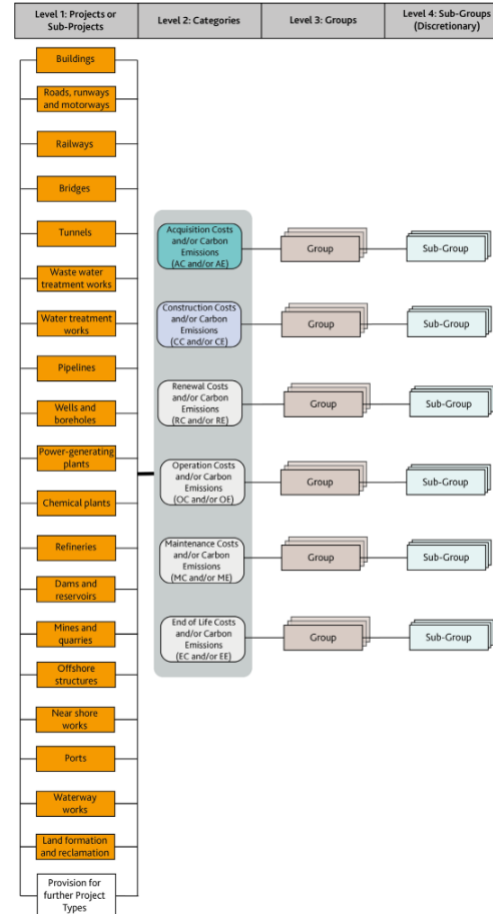 Level 1: Projects or
Sub-Projects
Level 2: Categories
Level 3: Groups
Level 4: Sub-Groups
(Discretionary)
Buildings
Roads, runways
and motorways
Railways
Bridges
Tunnels
Waste water
treatment works
Water treatment
works
Pipelines
Wells and
boreholes
Power-generating
plants
Chemical plants
Refineries
Dams and
reservoirs
Mines and
quarries
Offshore
structures
Near shore
works
Ports
Waterway
works
Land formation
and reclamation
Provision for
further Project
Types
Acquisition Costs
and/or Carbon
Emissions
(AC and/or AE)
Group
Sub-Group
Construction Costs
and/or Carbon
Emissions
(CC and/or CE)
Group
Sub-Group
Renewal Costs
and/or Carbon
Emissions
(RC and/or RE)
Group
Sub-Group
Operation Costs
and/or Carbon
Emissions
(OC and/or OE)
Group
Sub-Group
Maintenance Costs
and/or Carbon
Emissions
(MC and/or ME)
Group
Sub-Group
End of Life Costs
and/or Carbon
Emissions
(EC and/or EE)
Group
Sub-Group